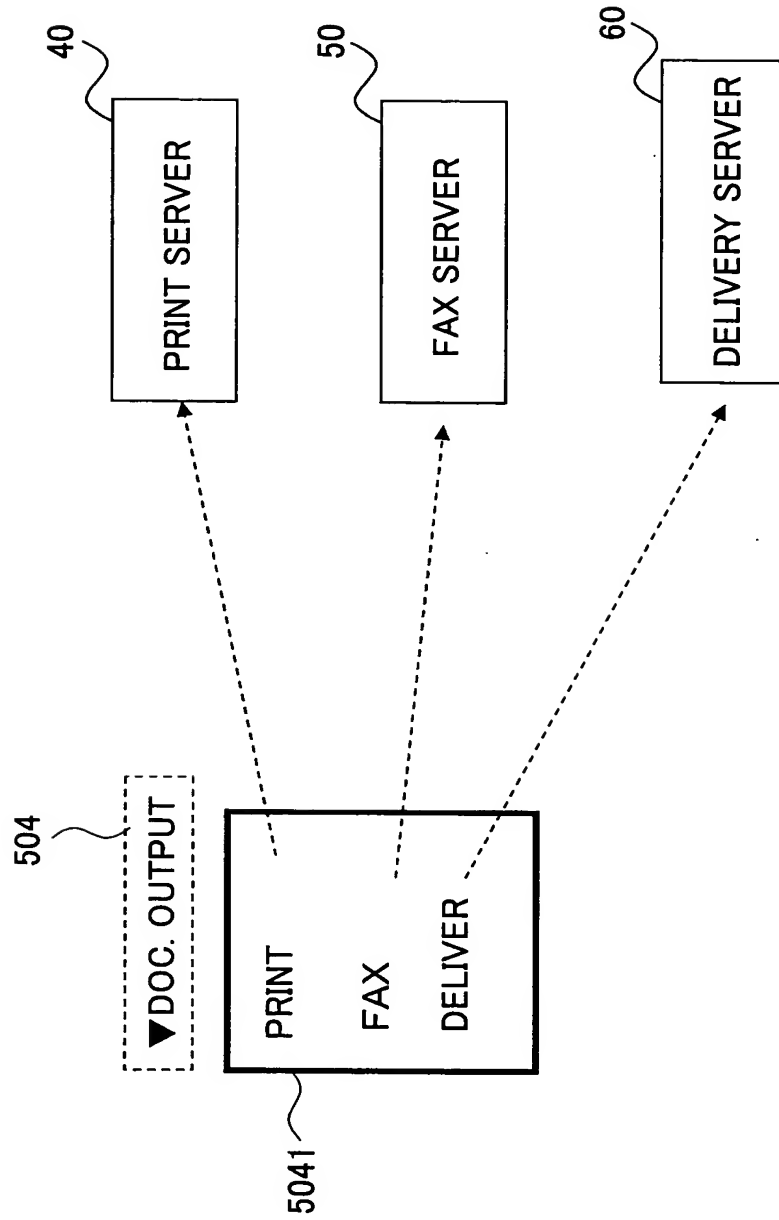 504
▼DOC. OUTPUT
5041
PRINT
FAX
DELIVER
40
PRINT SERVER
50
FAX SERVER
60
DELIVERY SERVER